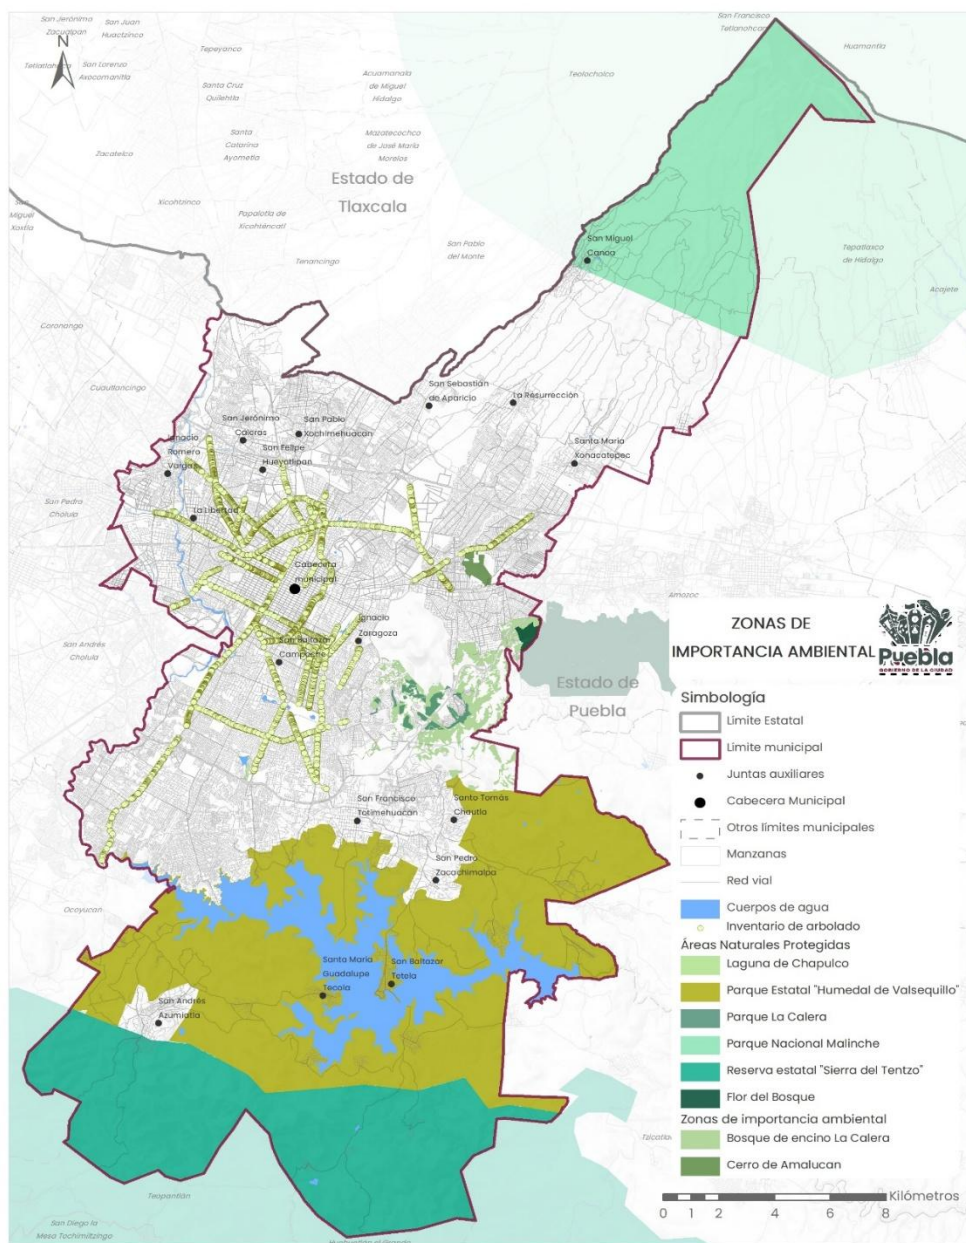 San Jerónimo
Zacualpan
San Juan
Huactzinco
San Francisco
Tetlanohcan
N
Tepeyanco
Huamantla
San Lorenzo
Axocomanitla
Acuamanala
de Miguel
Hidalgo
Teolocholco
Santa Cruz
Quilehtla
Santa
Catarina
Ayometla
Mazatecochco
de José María
Morelos
Zacatelco
Estado de
Tlaxcala
Xicohtzinco
San
Miguel
Xoxtla
Papalotla de
Xicohténcatl
San Pablo
del Monte
San Miguel
Canoa
Tepatlaxco
de Hidalgo
Tenancingo
Acajete
Coronango
Cuautlancingo
San Sebastián
de Aparicio
La Resurrección
San Jerónimo
Caleras
San Pablo
Xochimehuacan
Ignacio
Romero
Vargas
San Felipe
Hueyotlipan
Santa María
Xonacatepec
San Pedro
Cholula
La Libertad
Cabecera
municipal
Amozoc
San Andrés
Cholula
San Baltazar
Campeche
Ignacio
Zaragoza
Estado de
Puebla
San Francisco
Totimehuacan
Santo Tomás
Chautla
San Pedro
Zacachimalpa
Ocoyucan
Santa María
Guadalupe
Tecola
San Baltazar
Tetela
San Andrés
Azumiatla
Teopantlán
San Diego la
Mesa Tochimiltzingo
ZONAS DE
IMPORTANCIA AMBIENTAL
Puebla
GOBIERNO DE LA CIUDAD
Simbología
Límite Estatal
Límite municipal
Juntas auxiliares
Cabecera Municipal
Otros límites municipales
Manzanas
Red vial
Cuerpos de agua
Inventario de arbolado
Áreas Naturales Protegidas
Laguna de Chapulco
Parque Estatal "Humedal de Valsequillo"
Parque La Calera
Parque Nacional Malinche
Reserva estatal "Sierra del Tentzo"
Flor del Bosque
Zonas de importancia ambiental
Bosque de encino La Calera
Cerro de Amalucan
Kilómetros
0 1 2 4 6 8